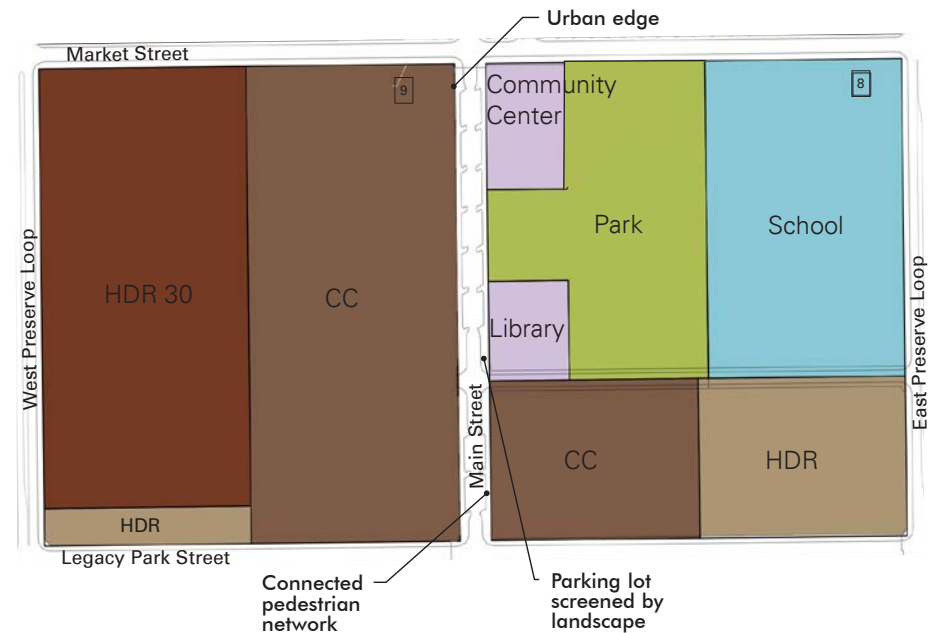 Urban edge
Market Street
9
Community
Center
8
Park
School
HDR 30
CC
Library
West Preserve Loop
East Preserve Loop
Main Street
CC
HDR
HDR
Legacy Park Street
Connected
pedestrian
network
Parking lot
screened by
landscape